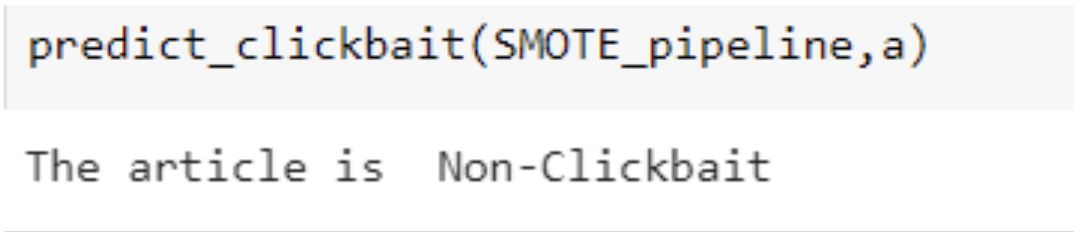 predict_clickbait(SMOTE_pipeline,a)
The article is  Non-Clickbait